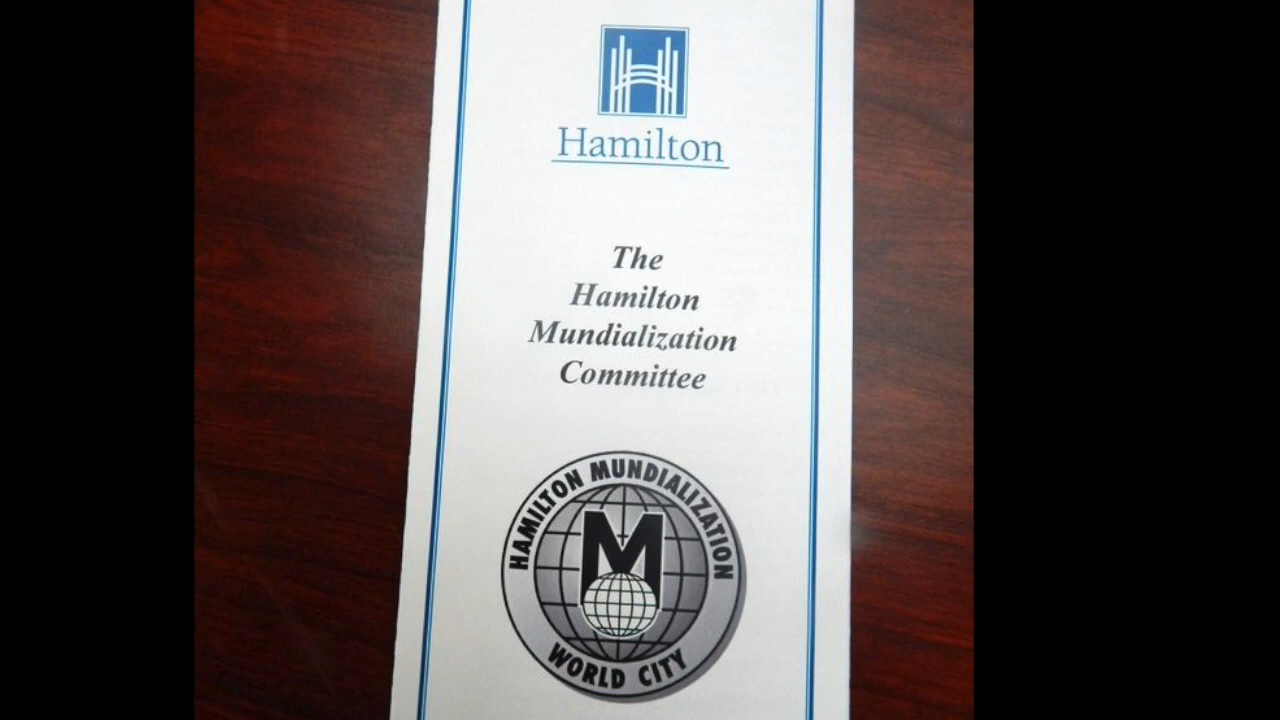 Hamilton
The
Hamilton
Mundialization
Committee
HAMILTON MUNDIALIZATION
M
WORLD CITY